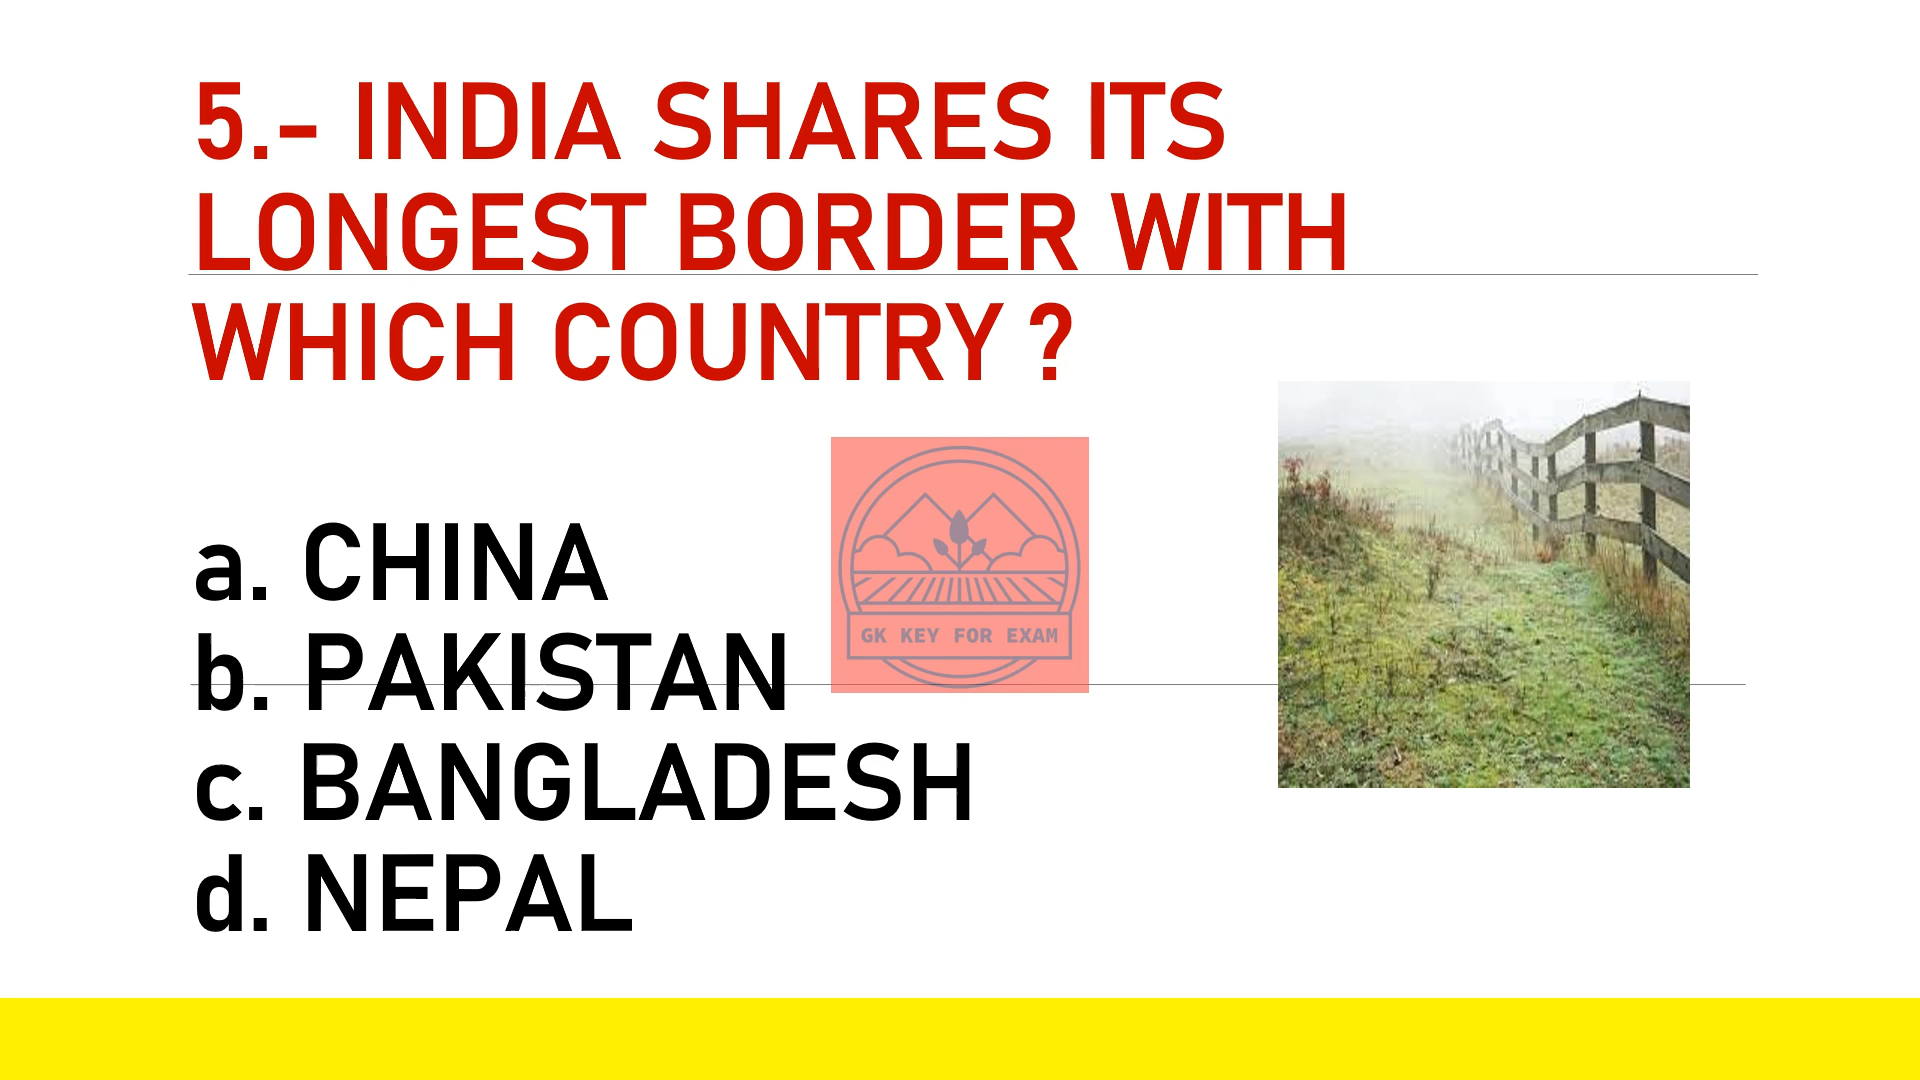 5.- INDIA SHARES ITS
LONGEST BORDER WITH
WHICH COUNTRY ?
a. CHINA
GK KEY FOR EXAM
b. PAKISTAN
c. BANGLADESH
d. NEPAL